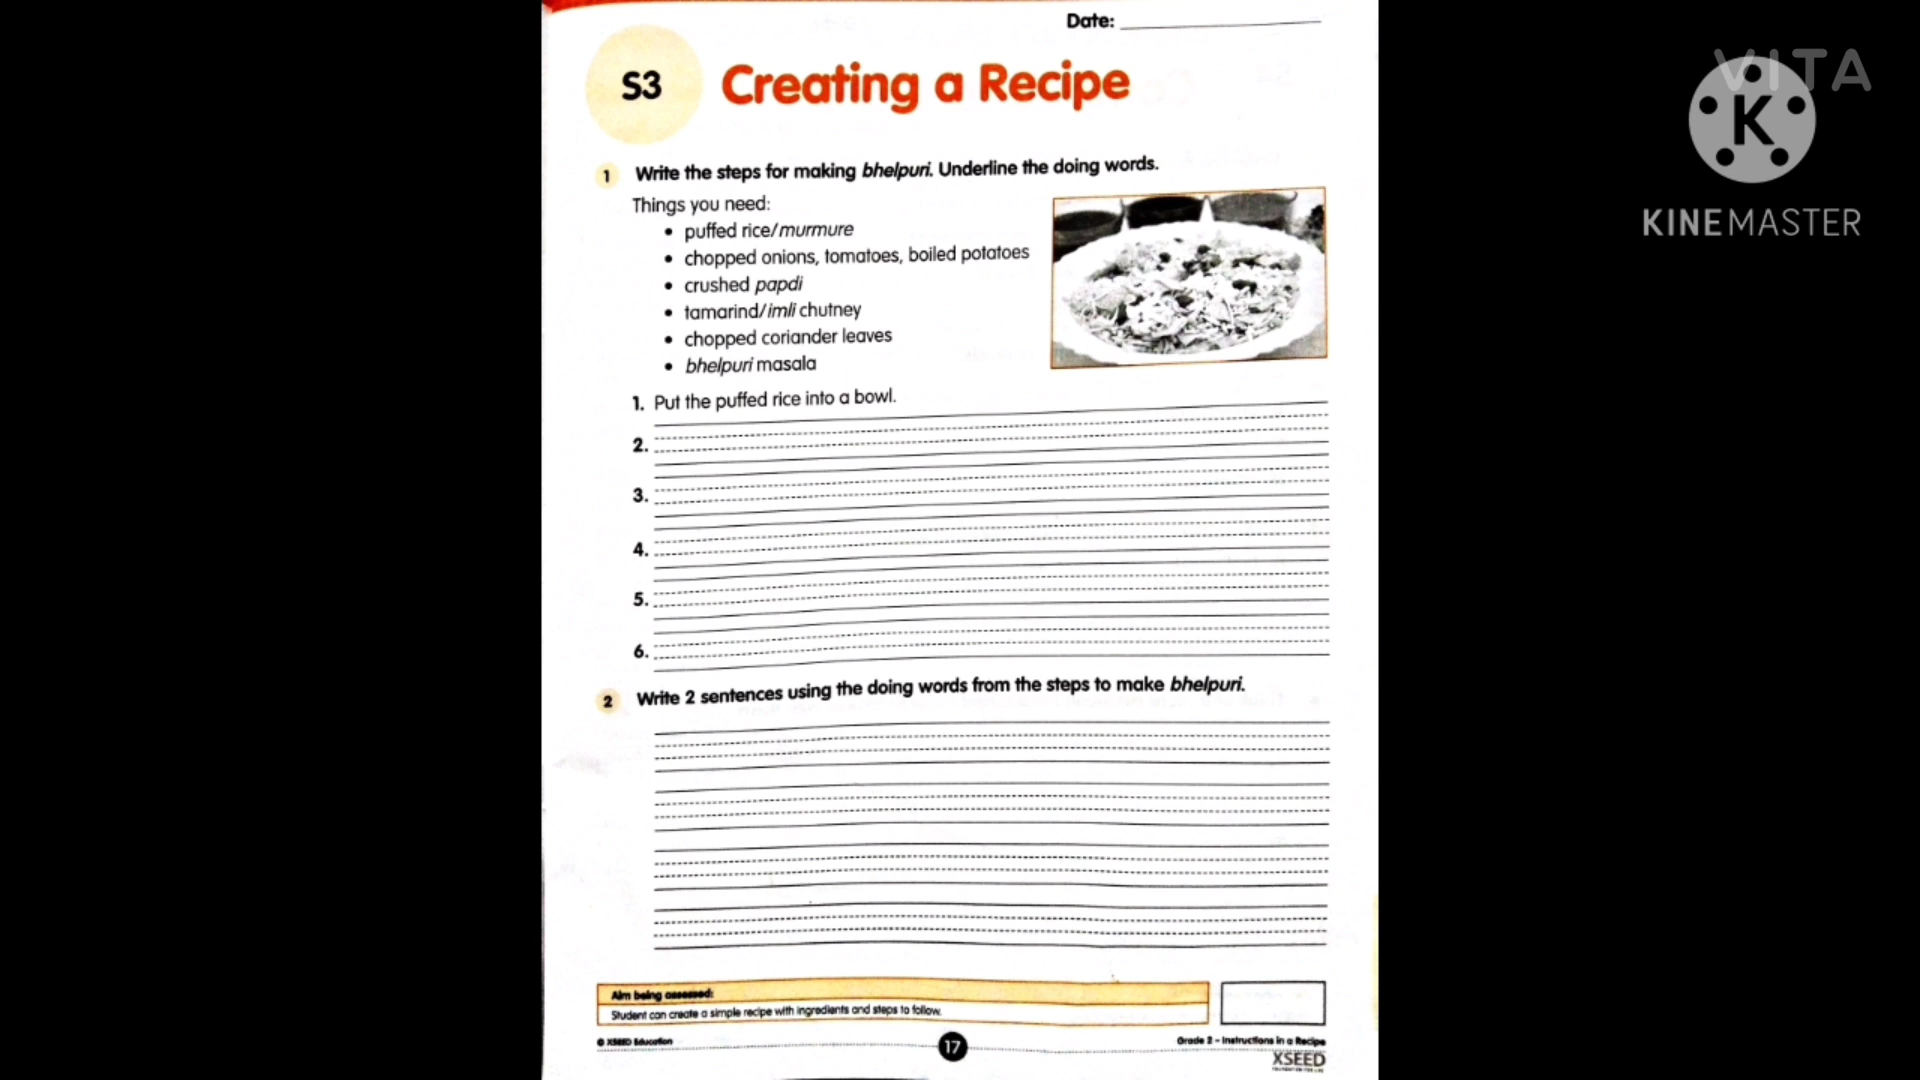 Date:
S3
Creating a Recipe
1 Write the steps for making bhelpuri. Underline the doing words.
Things you need:
• puffed rice/murmure
• chopped onions, tomatoes, boiled potatoes
• crushed papdi
• tamarind/imli chutney
• chopped coriander leaves
• bhelpuri masala
1. Put the puffed rice into a bowl.
2.
3.
4.
5.
6.
2 Write 2 sentences using the doing words from the steps to make bhelpuri.
Aim being assessed:
Student can create a simple recipe with ingredients and steps to follow.
© XSEED Education
17
Grade 2 - Instructions in a Recipe
XSEED
VITA
K
KINEMASTER